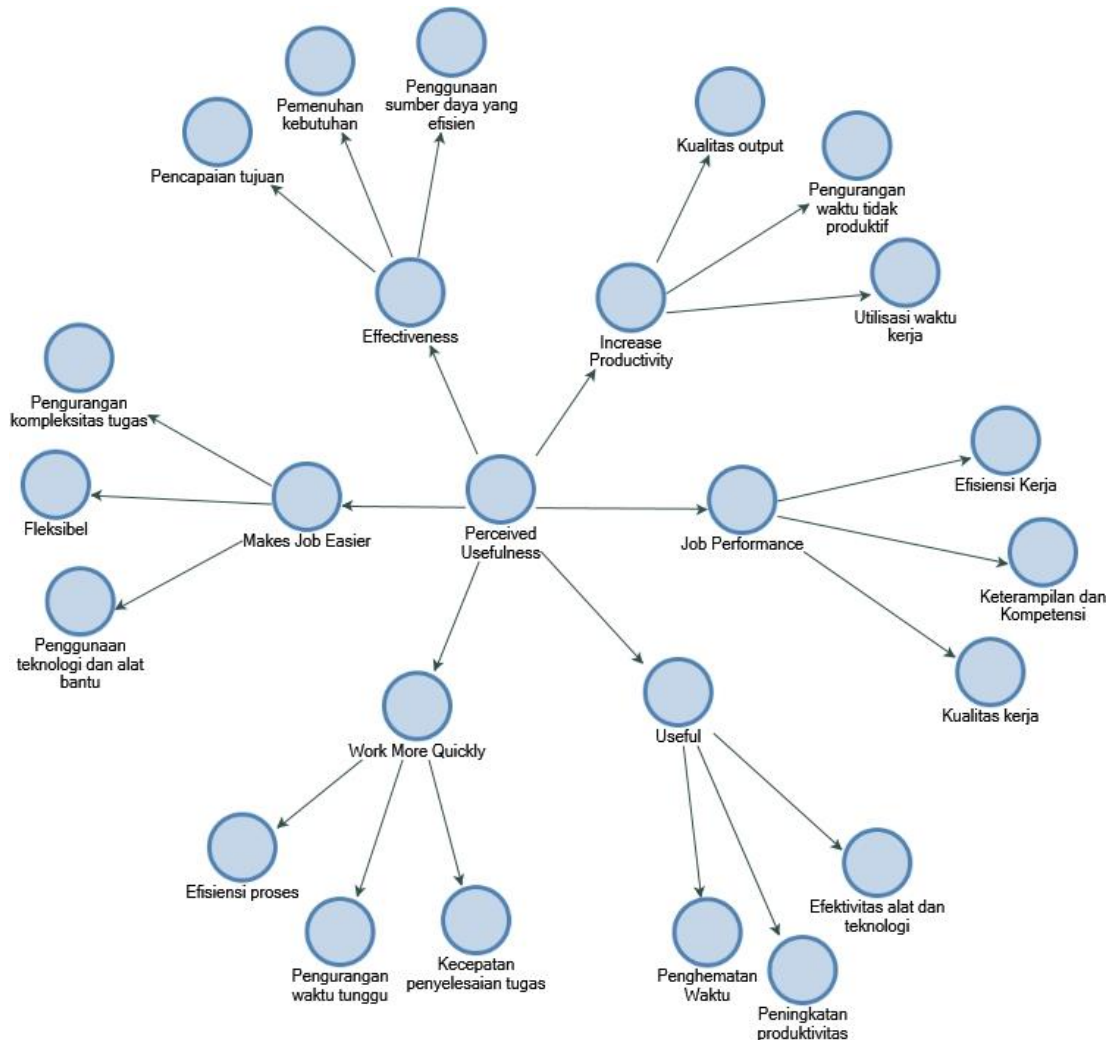 Penggunaan
sumber daya yang
efisien
Pemenuhan
kebutuhan
Pencapaian tujuan
Effectiveness
Kualitas output
Pengurangan
waktu tidak
produktif
Utilisasi waktu
kerja
Increase
Productivity
Pengurangan
kompleksitas tugas
Fleksibel
Penggunaan
teknologi dan alat
bantu
Makes Job Easier
Perceived
Usefulness
Job Performance
Efisiensi Kerja
Keterampilan dan
Kompetensi
Kualitas kerja
Work More Quickly
Efisiensi proses
Pengurangan
waktu tunggu
Kecepatan
penyelesaian tugas
Useful
Penghematan
Waktu
Peningkatan
produktivitas
Efektivitas alat dan
teknologi